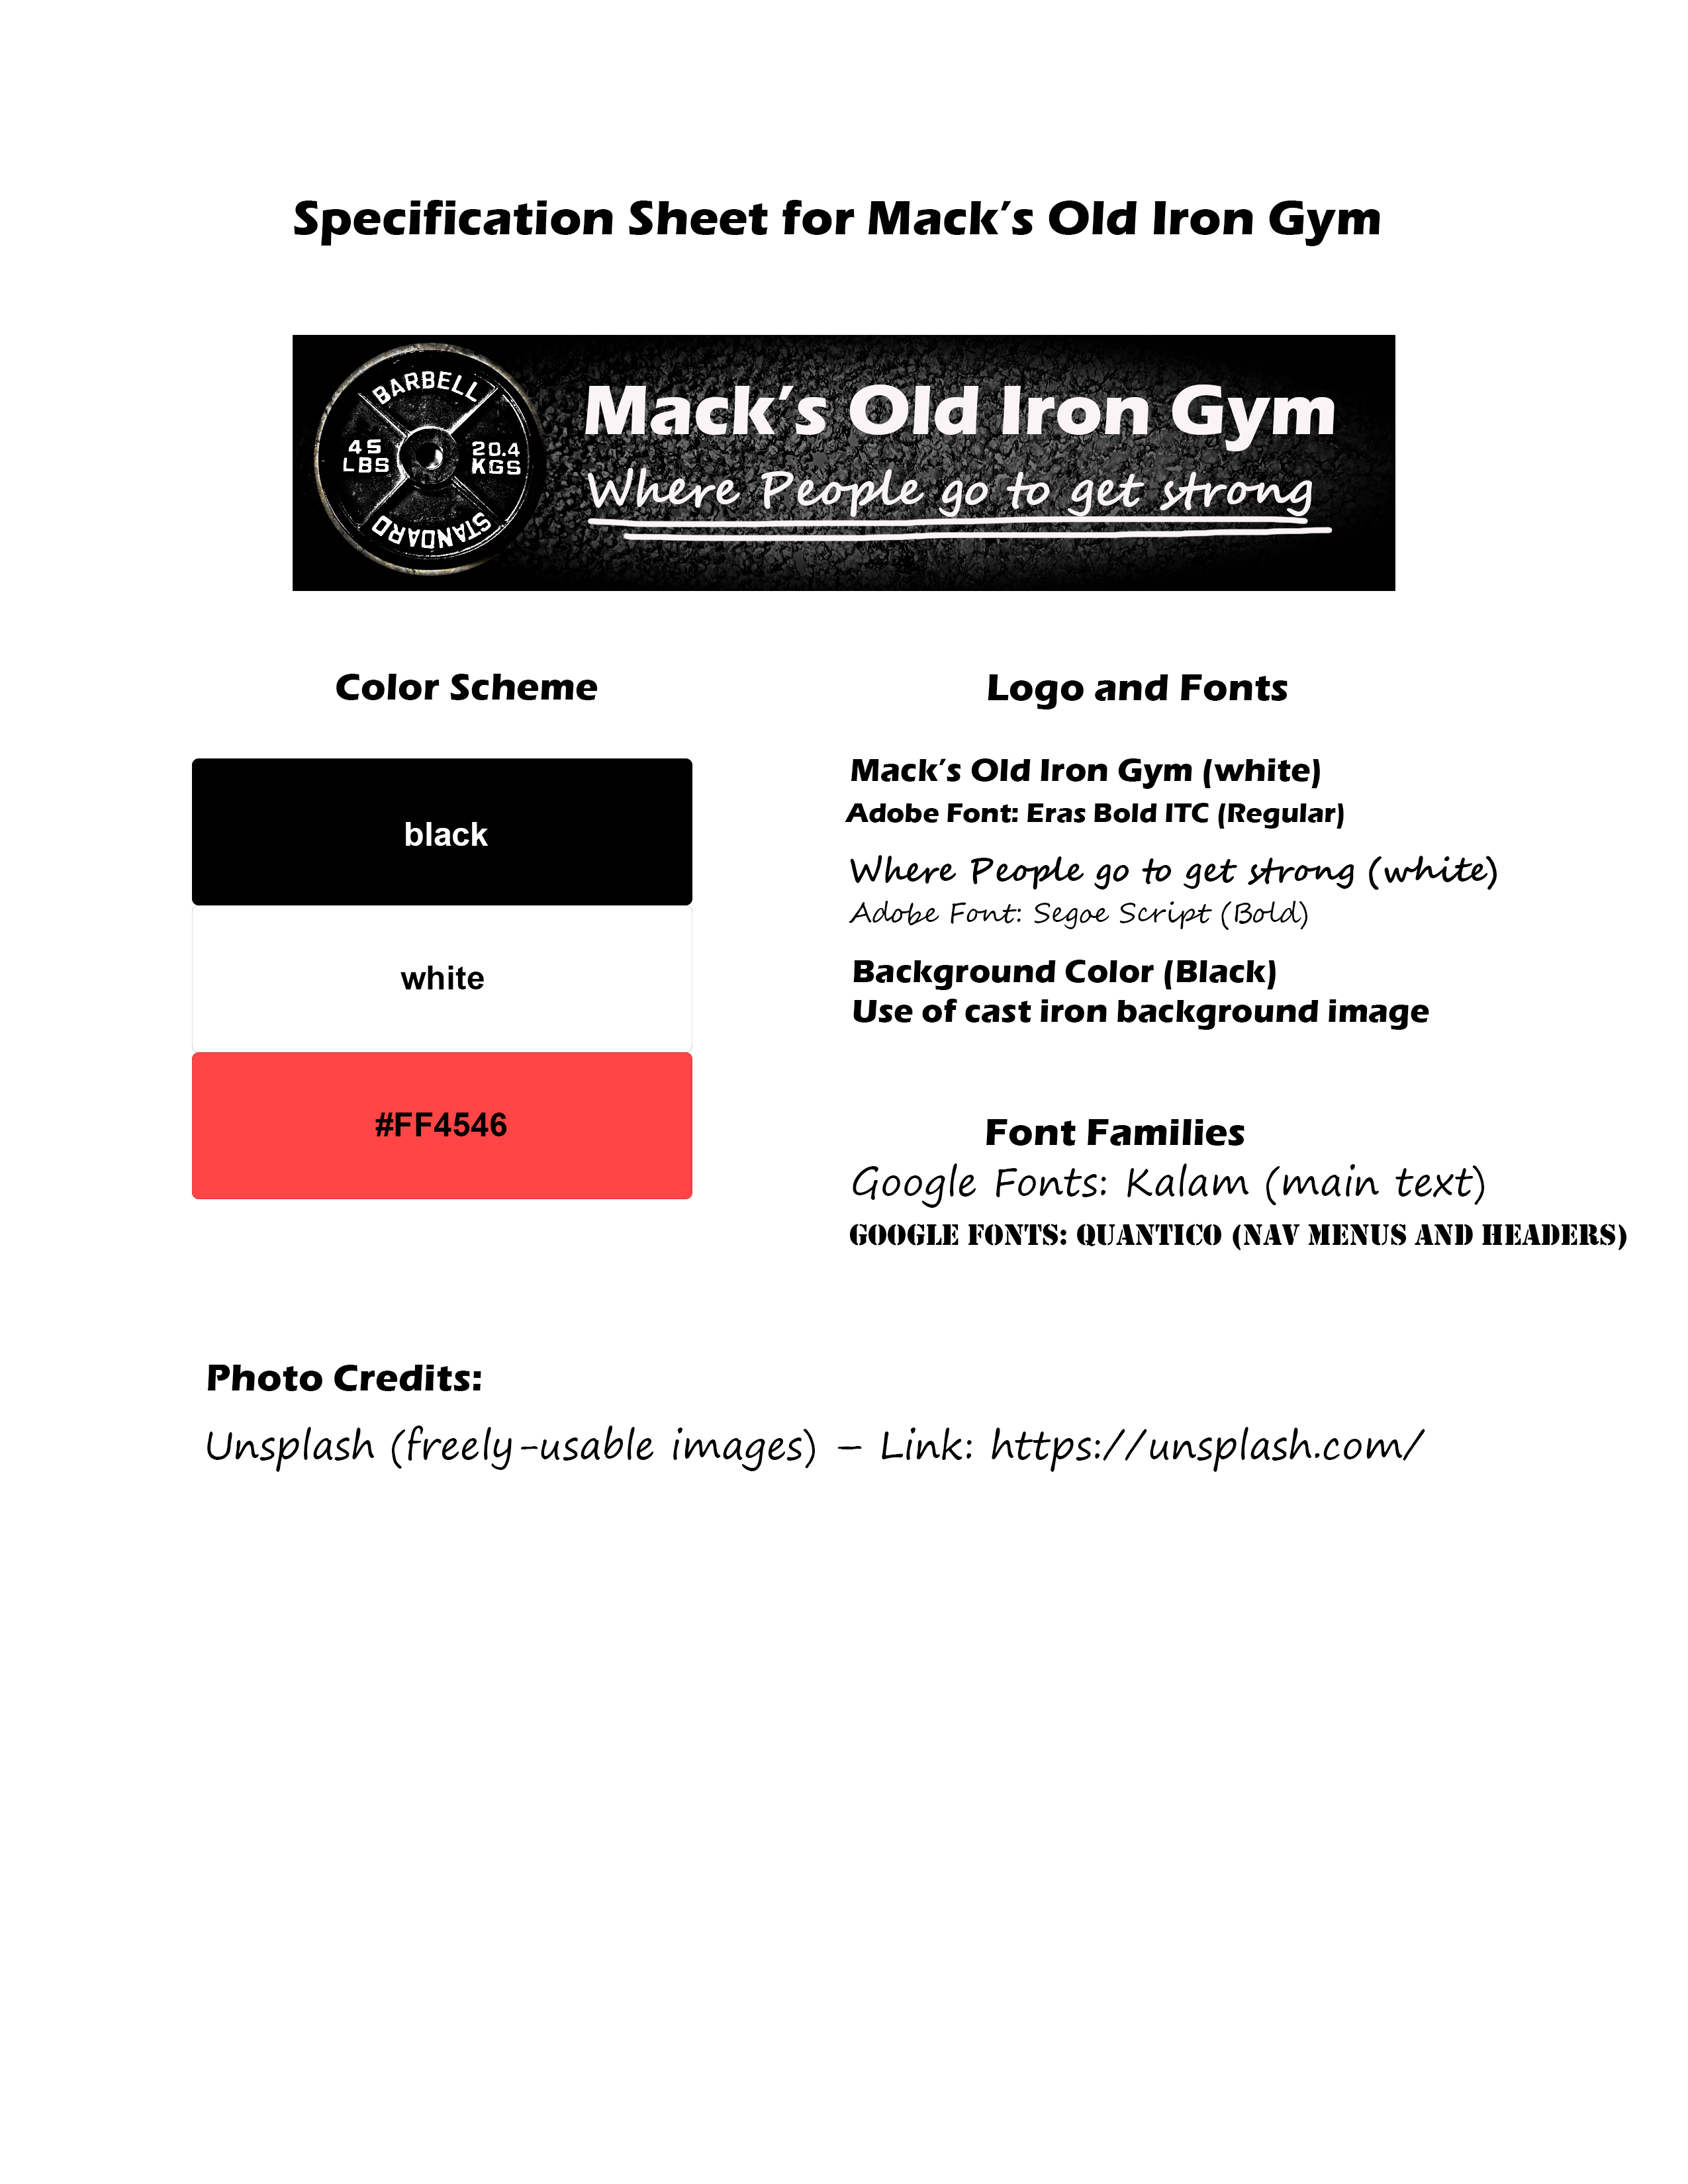 Specification Sheet for Mack's Old Iron Gym
BARBELL
45 LBS
20.4 KGS
STANDARD
Mack's Old Iron Gym
Where People go to get strong
Color Scheme
black
white
#FF4546
Logo and Fonts
Mack's Old Iron Gym (white)
Adobe Font: Eras Bold ITC (Regular)
Where People go to get strong (white)
Adobe Font: Segoe Script (Bold)
Background Color (Black)
Use of cast iron background image
Font Families
Google Fonts: Kalam (main text)
GOOGLE FONTS: QUANTICO (NAV MENUS AND HEADERS)
Photo Credits:
Unsplash (freely-usable images) – Link: https://unsplash.com/